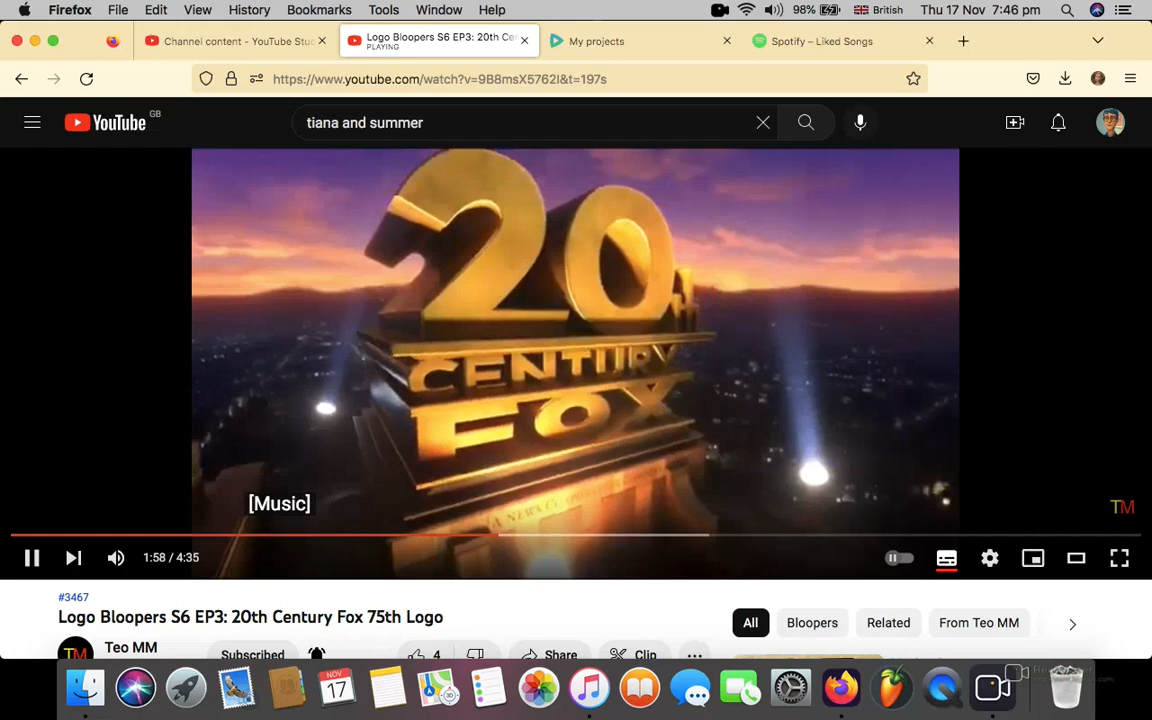 Firefox File Edit View History Bookmarks Tools Window Help 98% British Thu 17 Nov 7:46 pm
Channel content - YouTube Stu
Logo Bloopers S6 EP3: 20th Ce
PLAYING
My projects
Spotify – Liked Songs
https://www.youtube.com/watch?v=9B8msX5762I&t=197s
YouTube GB
tiana and summer
20th
CENTURY
FOX
A NEWS C
[Music]
TM
1:58 / 4:35
#3467
Logo Bloopers S6 EP3: 20th Century Fox 75th Logo
All Bloopers Related From Teo MM
TM
Teo MM
Subscribed
4
Share
Clip
NOV
17